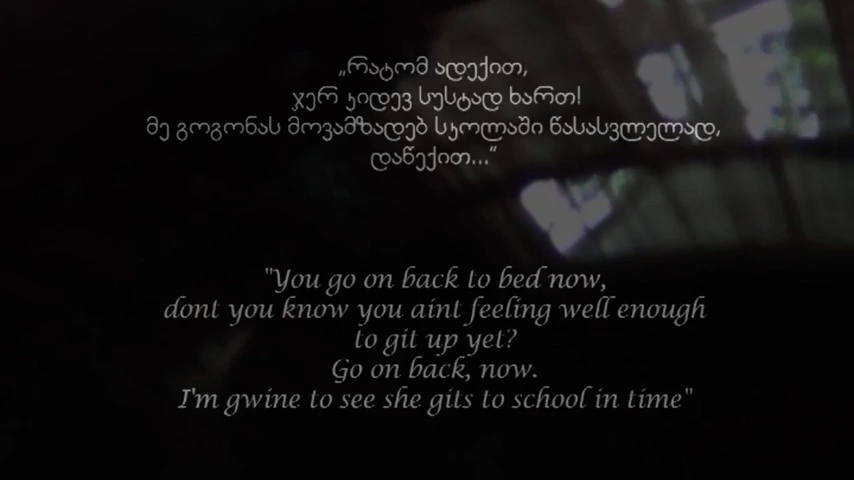 „რატომ ადექით,
ჯერ კიდევ სუსტად ხართ!
მე გოგონას მოვამზადებ სკოლაში წასასვლელად,
დაწექით...“
"You go on back to bed now,
dont you know you aint feeling well enough
to git up yet?
Go on back, now.
I'm gwine to see she gits to school in time"